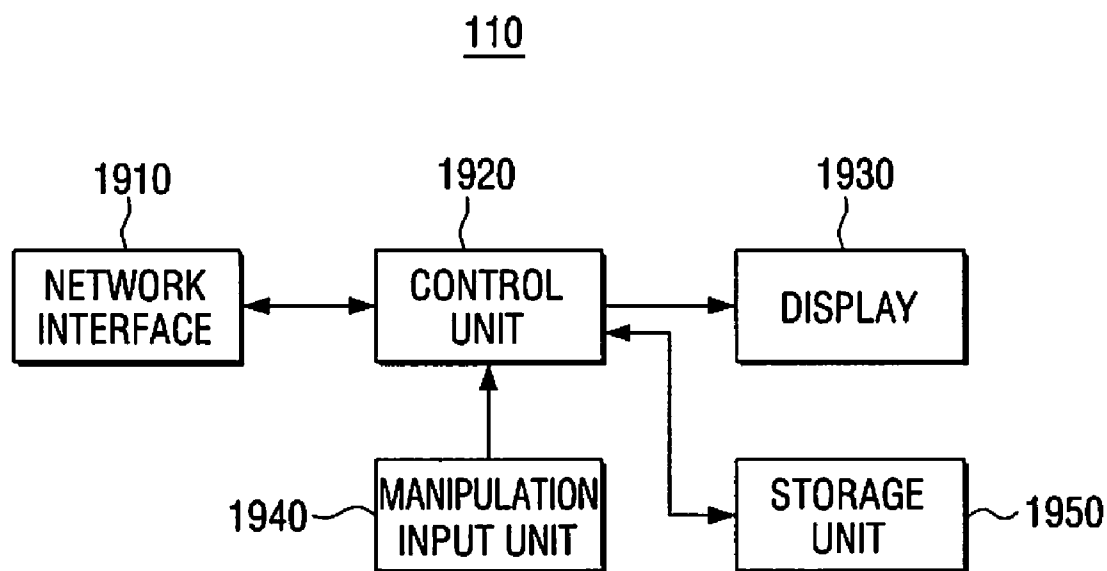 110
1910
1920
1930
NETWORK
INTERFACE
CONTROL
UNIT
DISPLAY
1940
MANIPULATION
INPUT UNIT
STORAGE
UNIT
1950